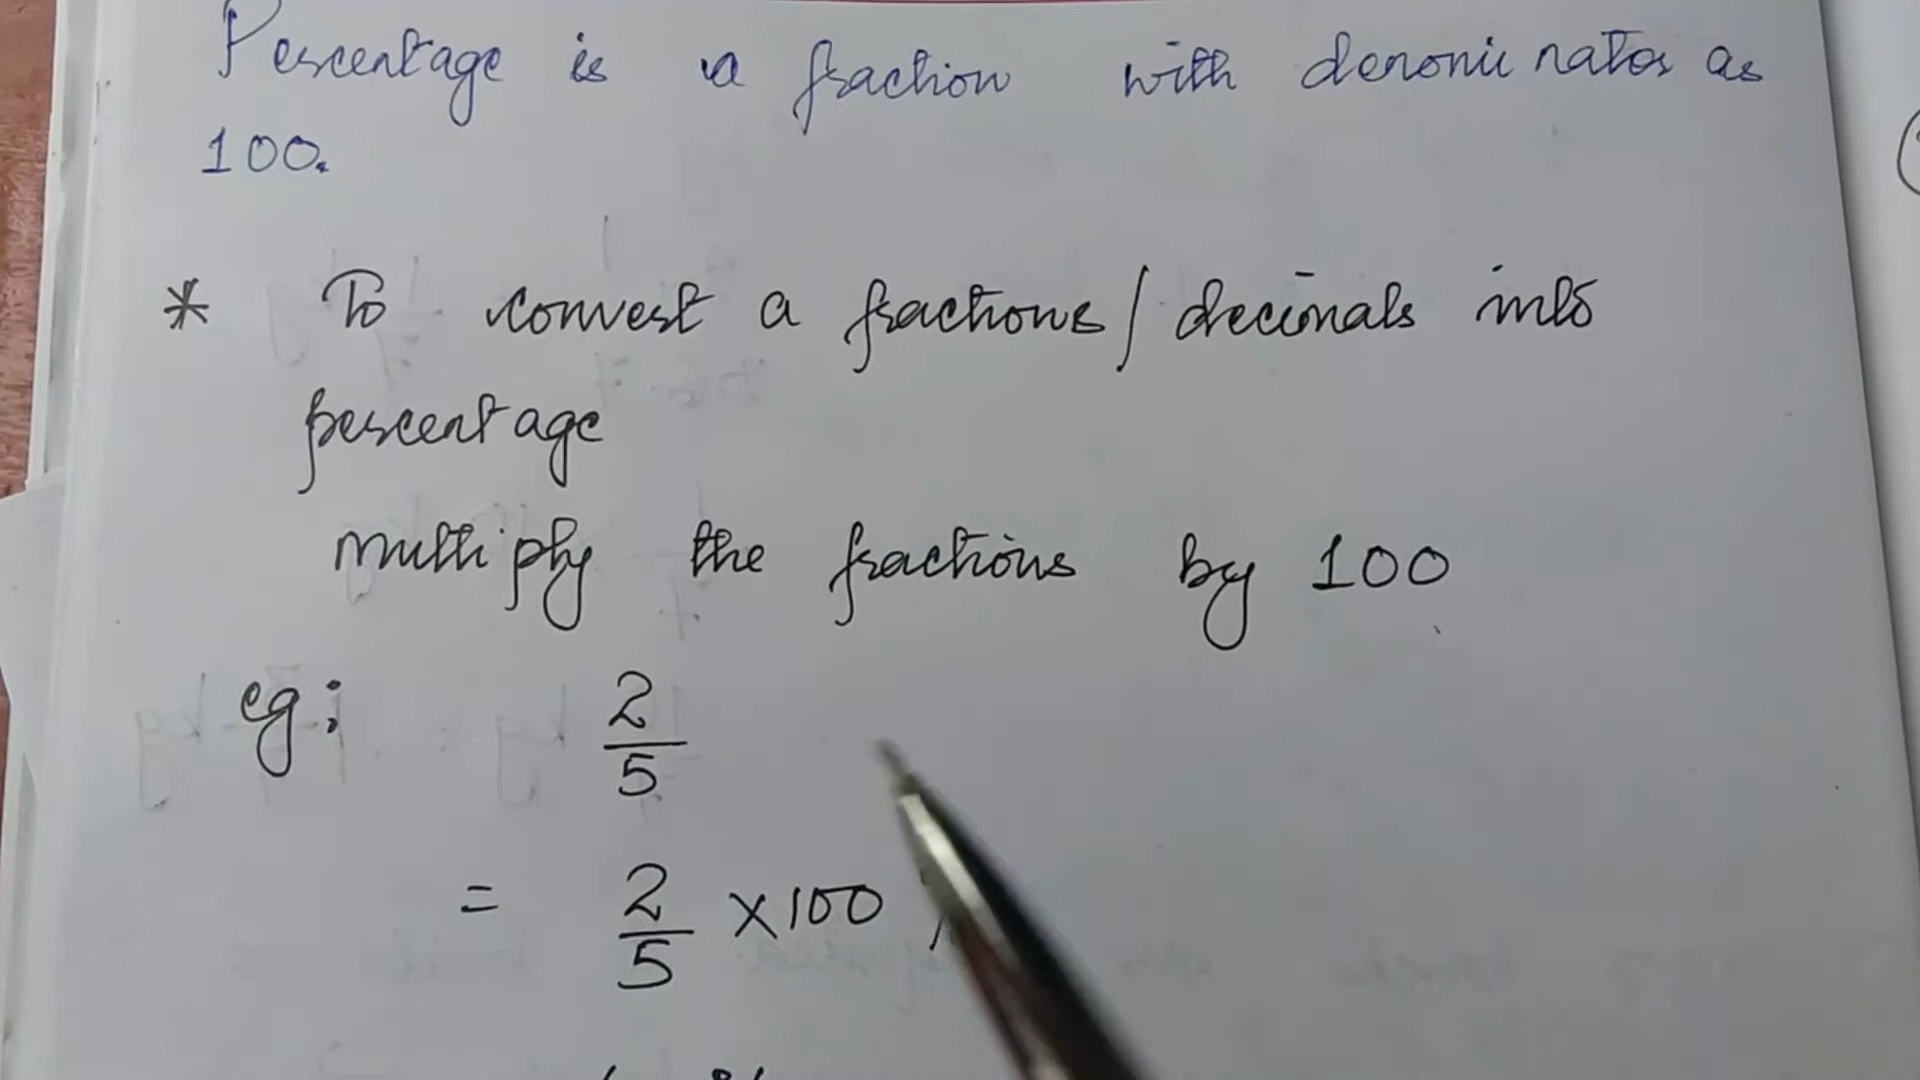 Percentage is a fraction with denominator as
100.
* To convert a fractions/decimals into
percentage
multiply the fractions by 100
eg;
2/5
= 2/5 ×100